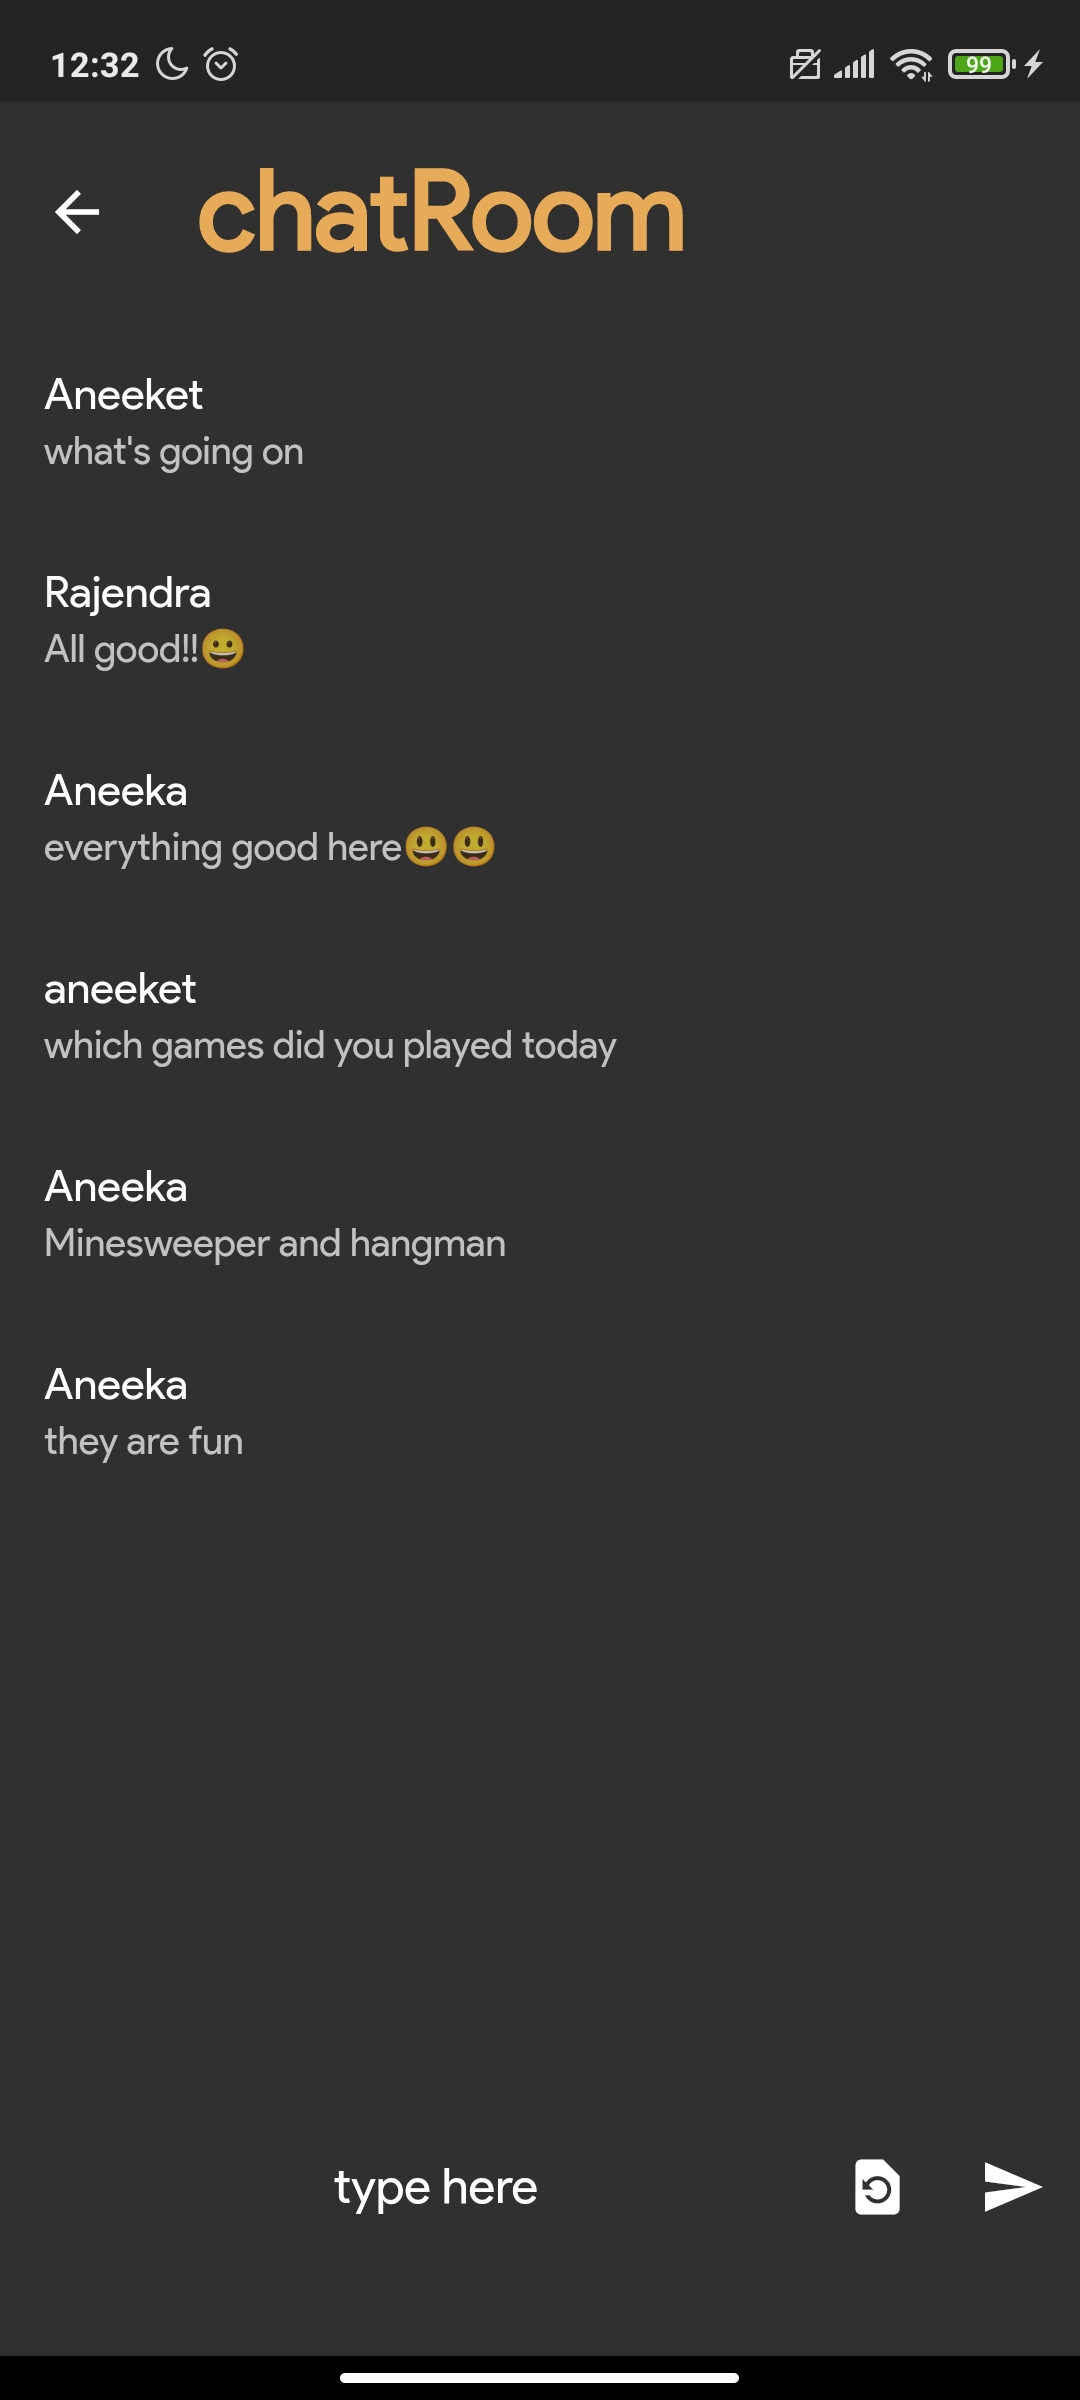 12:32
99
chatRoom
Aneeket
what's going on
Rajendra
All good!!😀
Aneeka
everything good here😃😃
aneeket
which games did you played today
Aneeka
Minesweeper and hangman
Aneeka
they are fun
type here